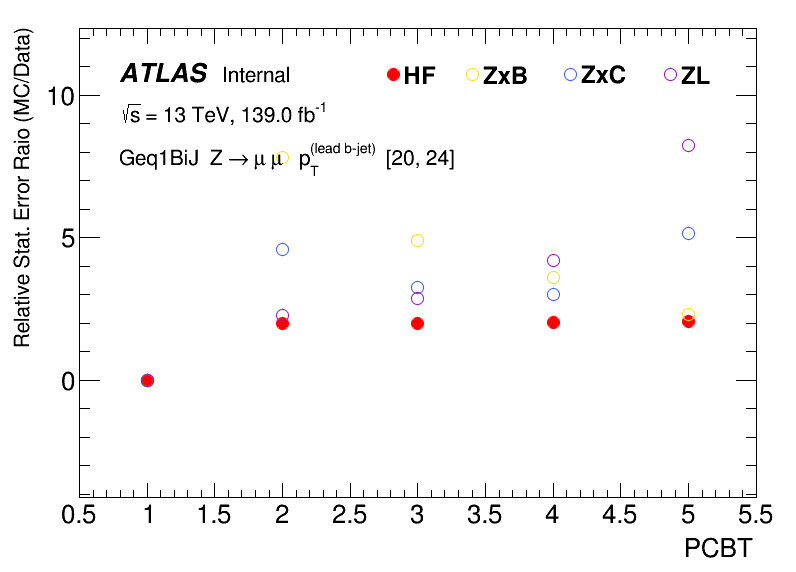 Relative Stat. Error Raio (MC/Data)
ATLAS Internal
HF ZxB ZxC ZL
√s = 13 TeV, 139.0 fb⁻¹
Geq1BiJ Z → μ μ p_T^(lead b-jet) [20, 24]
10
5
0
0.5 1 1.5 2 2.5 3 3.5 4 4.5 5 5.5
PCBT